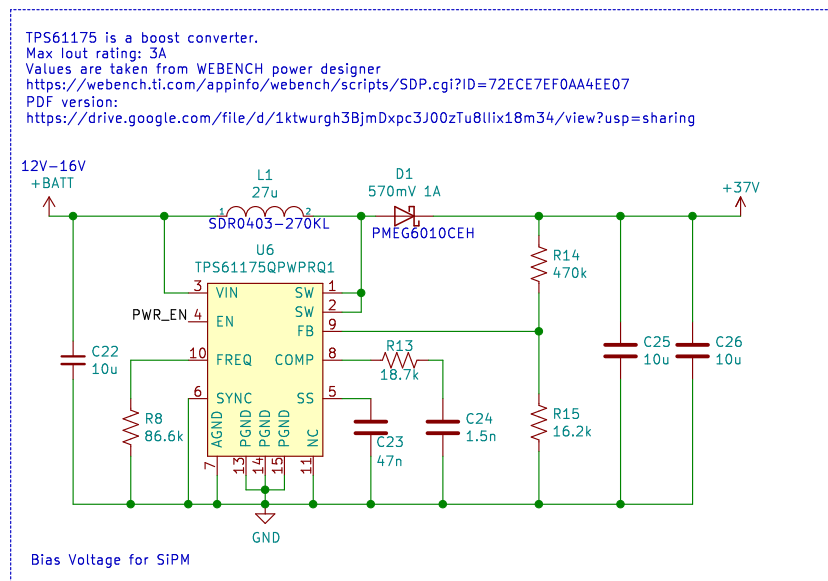 TPS61175 is a boost converter.
Max Iout rating: 3A
Values are taken from WEBENCH power designer
https://webench.ti.com/appinfo/webench/scripts/SDP.cgi?ID=72ECE7EF0AA4EE07
PDF version:
https://drive.google.com/file/d/1ktwurgh3BjmDxpc3J00zTu8lIix18m34/view?usp=sharing
12V-16V
+BATT
L1
27u
1 2
SDR0403-270KL
D1
570mV 1A
PMEG6010CEH
+37V
U6
TPS61175QPWPRQ1
3 VIN
SW 1
SW 2
PWR_EN 4 EN
FB 9
10 FREQ
COMP 8
6 SYNC
SS 5
AGND
PGND
PGND
PGND
NC
7
13
14
15
11
R14
470k
R13
18.7k
C22
10u
C25
10u
C26
10u
R8
86.6k
C23
47n
C24
1.5n
R15
16.2k
GND
Bias Voltage for SiPM